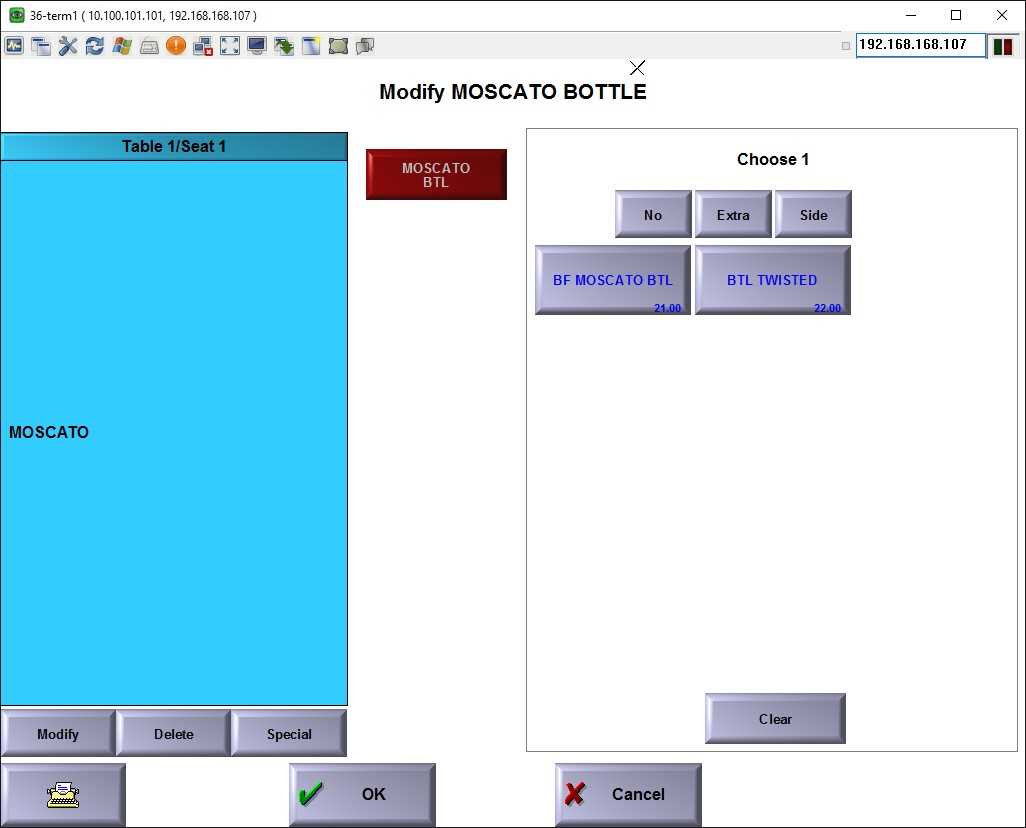 36-term1 ( 10.100.101.101, 192.168.168.107 )
192.168.168.107
Modify MOSCATO BOTTLE
Table 1/Seat 1
MOSCATO
MOSCATO
BTL
Choose 1
No
Extra
Side
BF MOSCATO BTL
21.00
BTL TWISTED
22.00
Clear
Modify
Delete
Special
OK
Cancel